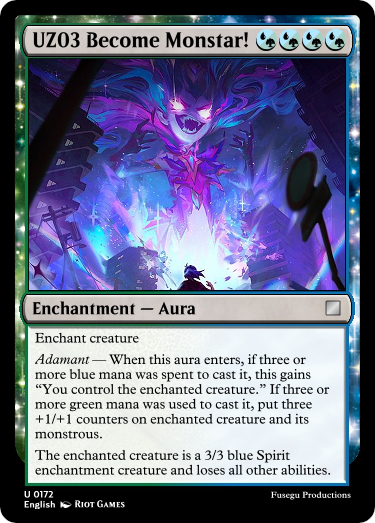 UZO3 Become Monstar!
Enchantment — Aura
Enchant creature
Adamant — When this aura enters, if three or
more blue mana was spent to cast it, this gains
“You control the enchanted creature.” If three or
more green mana was used to cast it, put three
+1/+1 counters on enchanted creature and its
monstrous.
The enchanted creature is a 3/3 blue Spirit
enchantment creature and loses all other abilities.
U 0172
English RIOT GAMES
Fusegu Productions